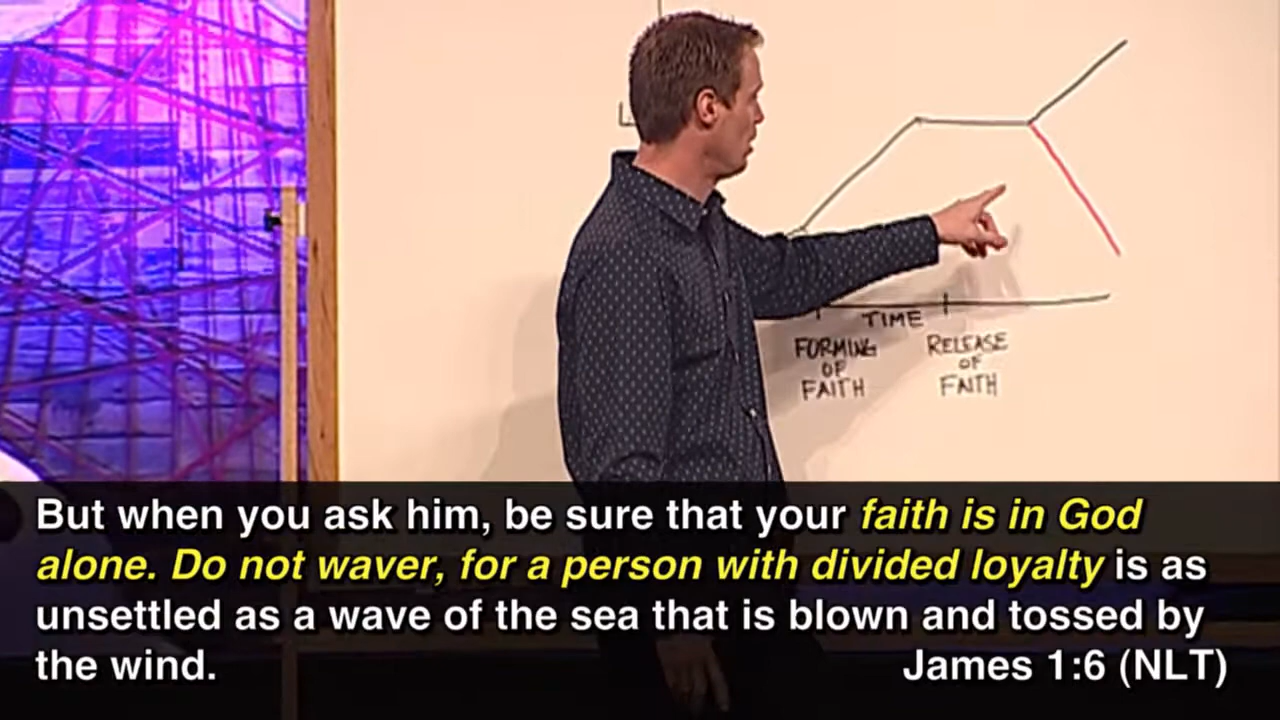 TIME
FORMING
OF
FAITH
RELEASE
OF
FAITH
But when you ask him, be sure that your faith is in God
alone. Do not waver, for a person with divided loyalty is as
unsettled as a wave of the sea that is blown and tossed by
the wind. James 1:6 (NLT)